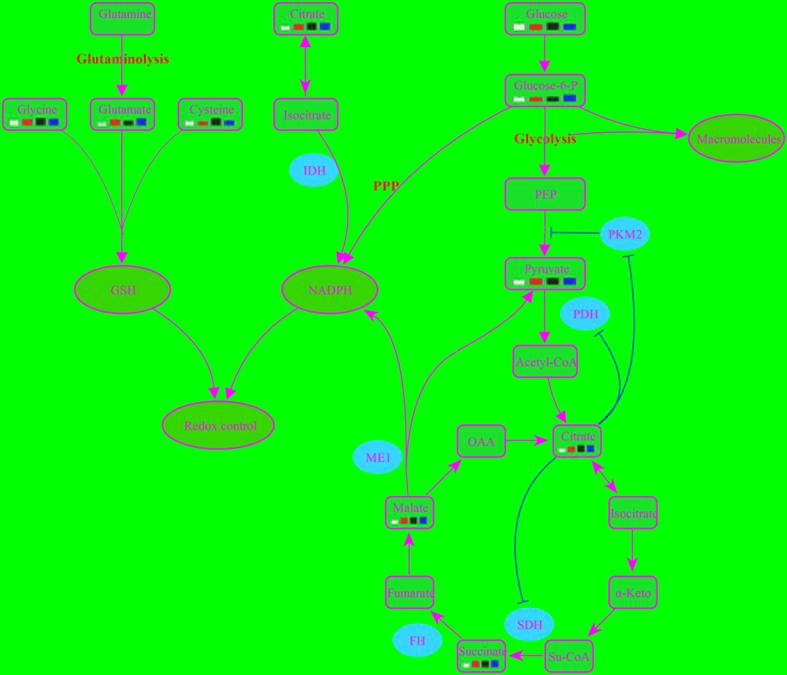 Glutamine
Citrate
Glucose
Glutaminolysis
Glucose-6-P
Glycine
Glutamate
Cysteine
Isocitrate
Glycolysis
Macromolecules
IDH
PPP
PEP
PKM2
Pyruvate
GSH
NADPH
PDH
Acetyl-CoA
Redox control
OAA
Citrate
ME1
Malate
Isocitrate
Fumarate
α-Keto
SDH
FH
Succinate
Su-CoA